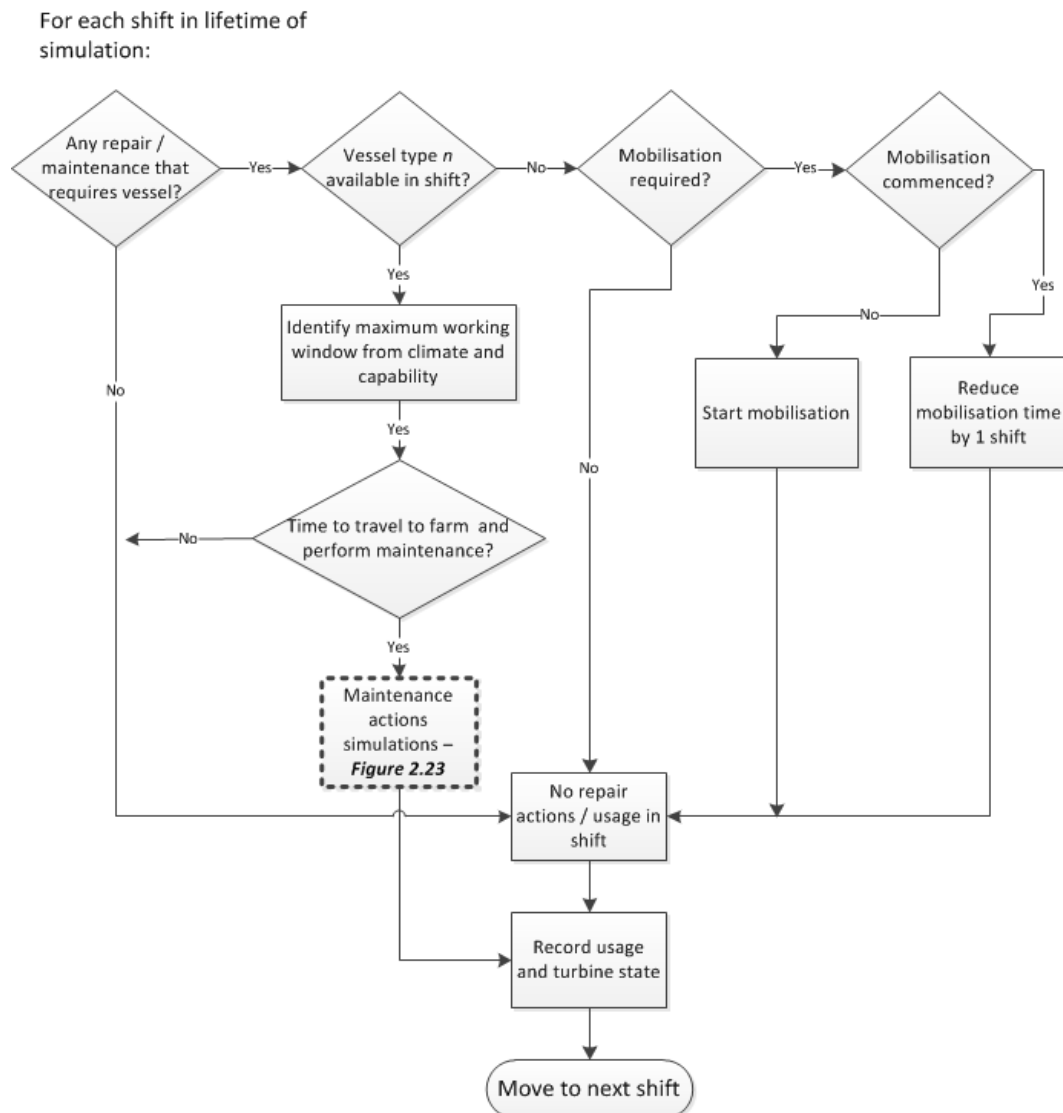 For each shift in lifetime of
simulation:
Any repair /
maintenance that
requires vessel?
Yes
Vessel type n
available in shift?
No
Mobilisation
required?
Yes
Mobilisation
commenced?
Yes
Yes
No
Identify maximum working
window from climate and
capability
Start mobilisation
Reduce
mobilisation time
by 1 shift
No
Yes
No
Time to travel to farm and
perform maintenance?
No
Yes
Maintenance
actions
simulations –
Figure 2.23
No repair
actions / usage in
shift
Record usage
and turbine state
Move to next shift